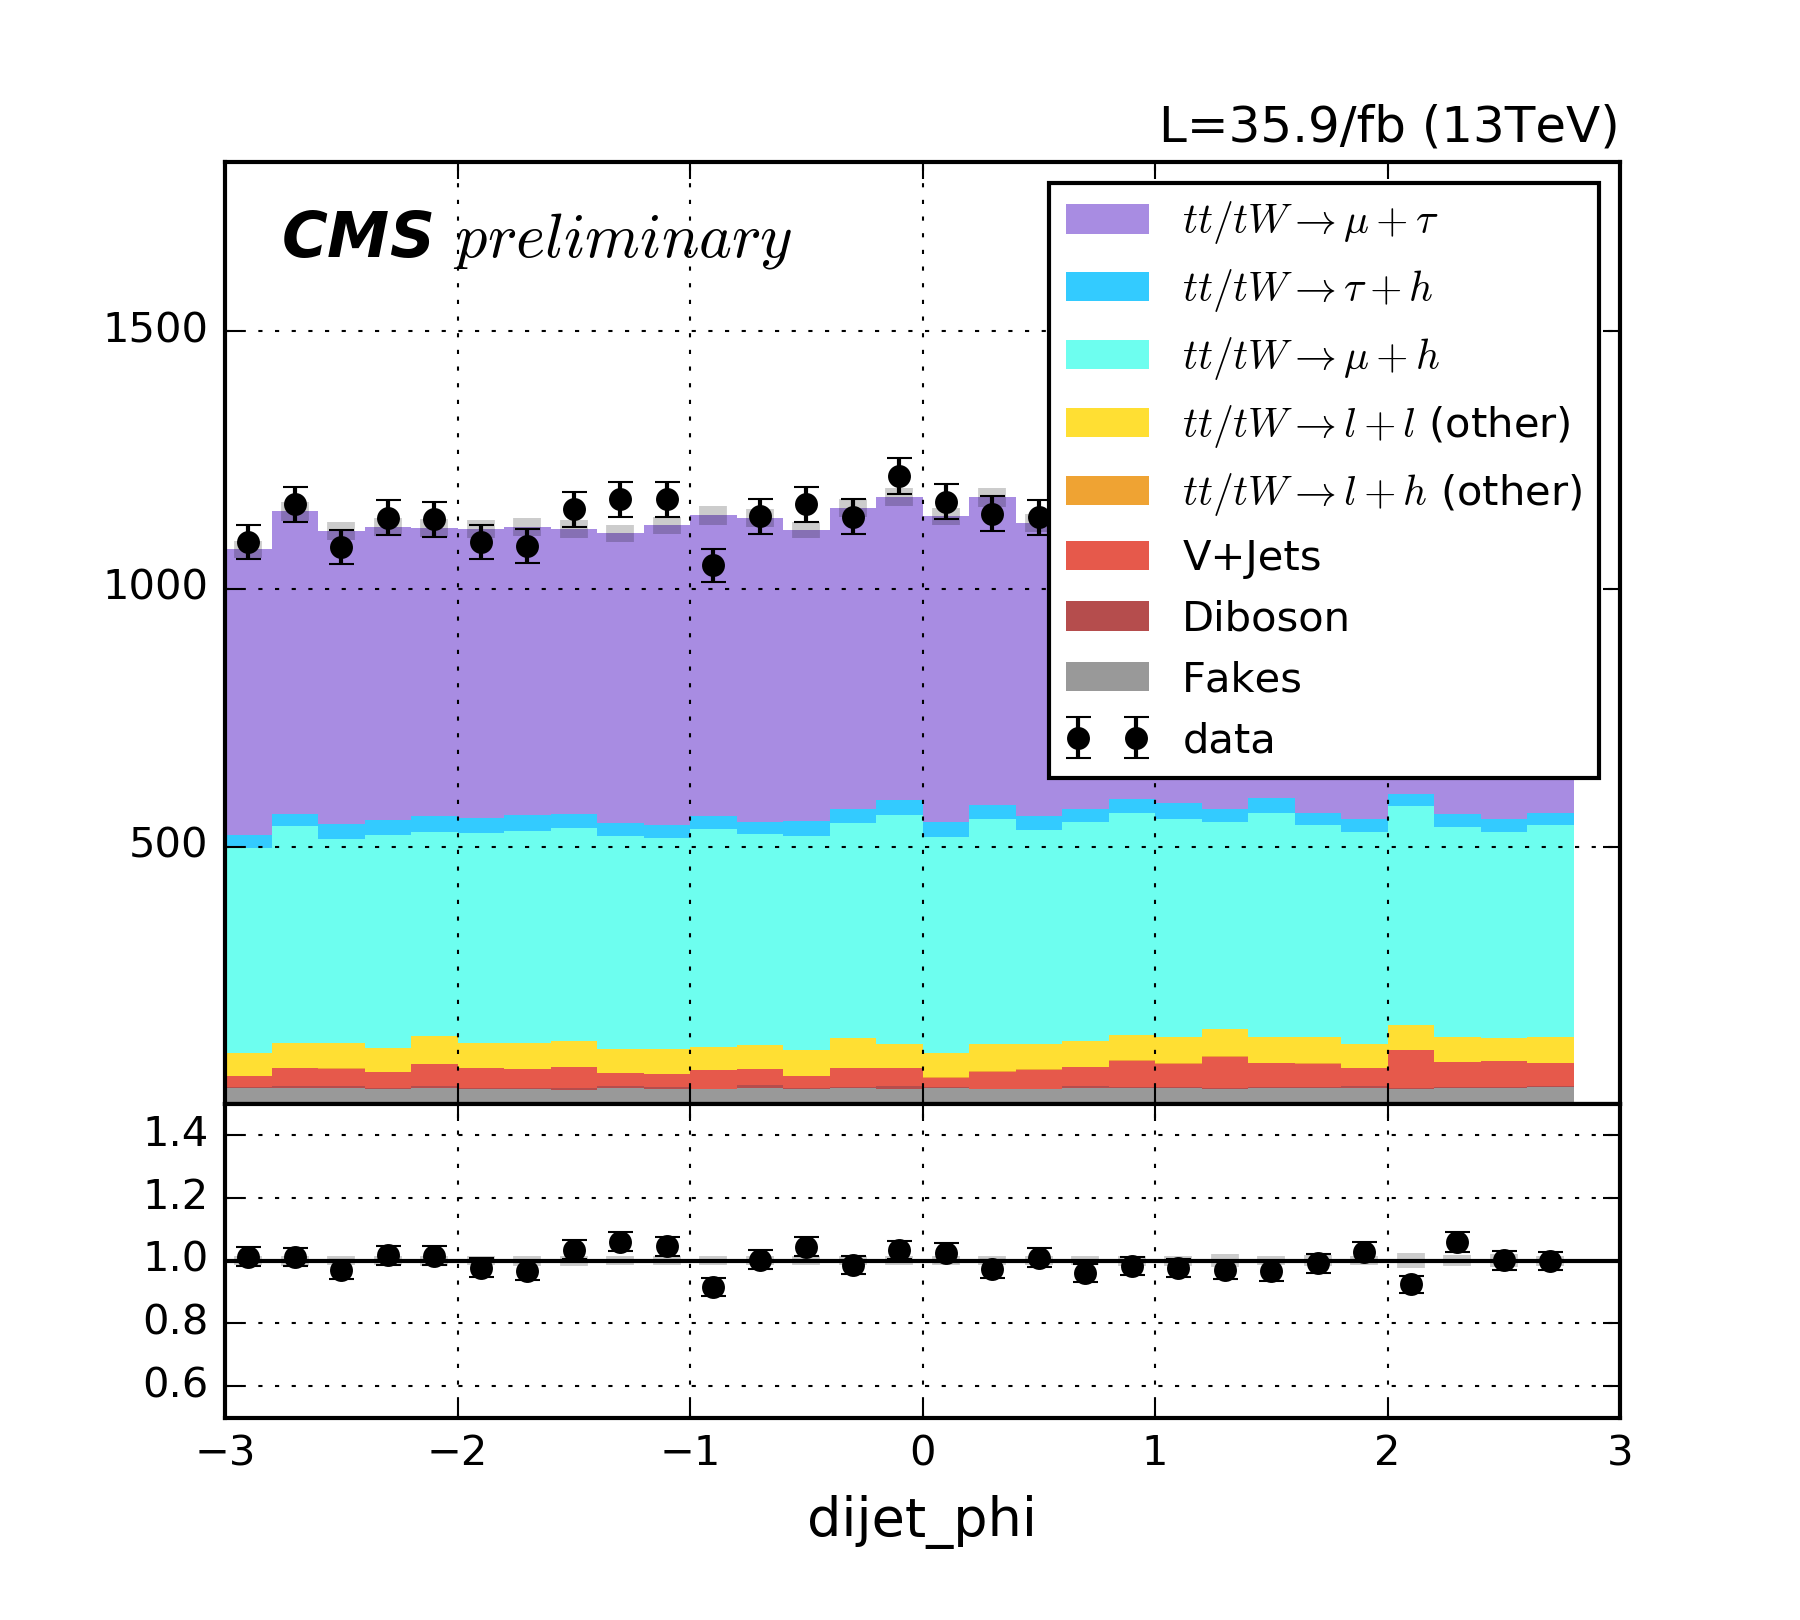 L=35.9/fb (13TeV)
CMS preliminary
tt/tW→μ+τ
tt/tW→τ+h
tt/tW→μ+h
tt/tW→l+l (other)
tt/tW→l+h (other)
V+Jets
Diboson
Fakes
data
1500
1000
500
1.4
1.2
1.0
0.8
0.6
−3 −2 −1 0 1 2 3
dijet_phi